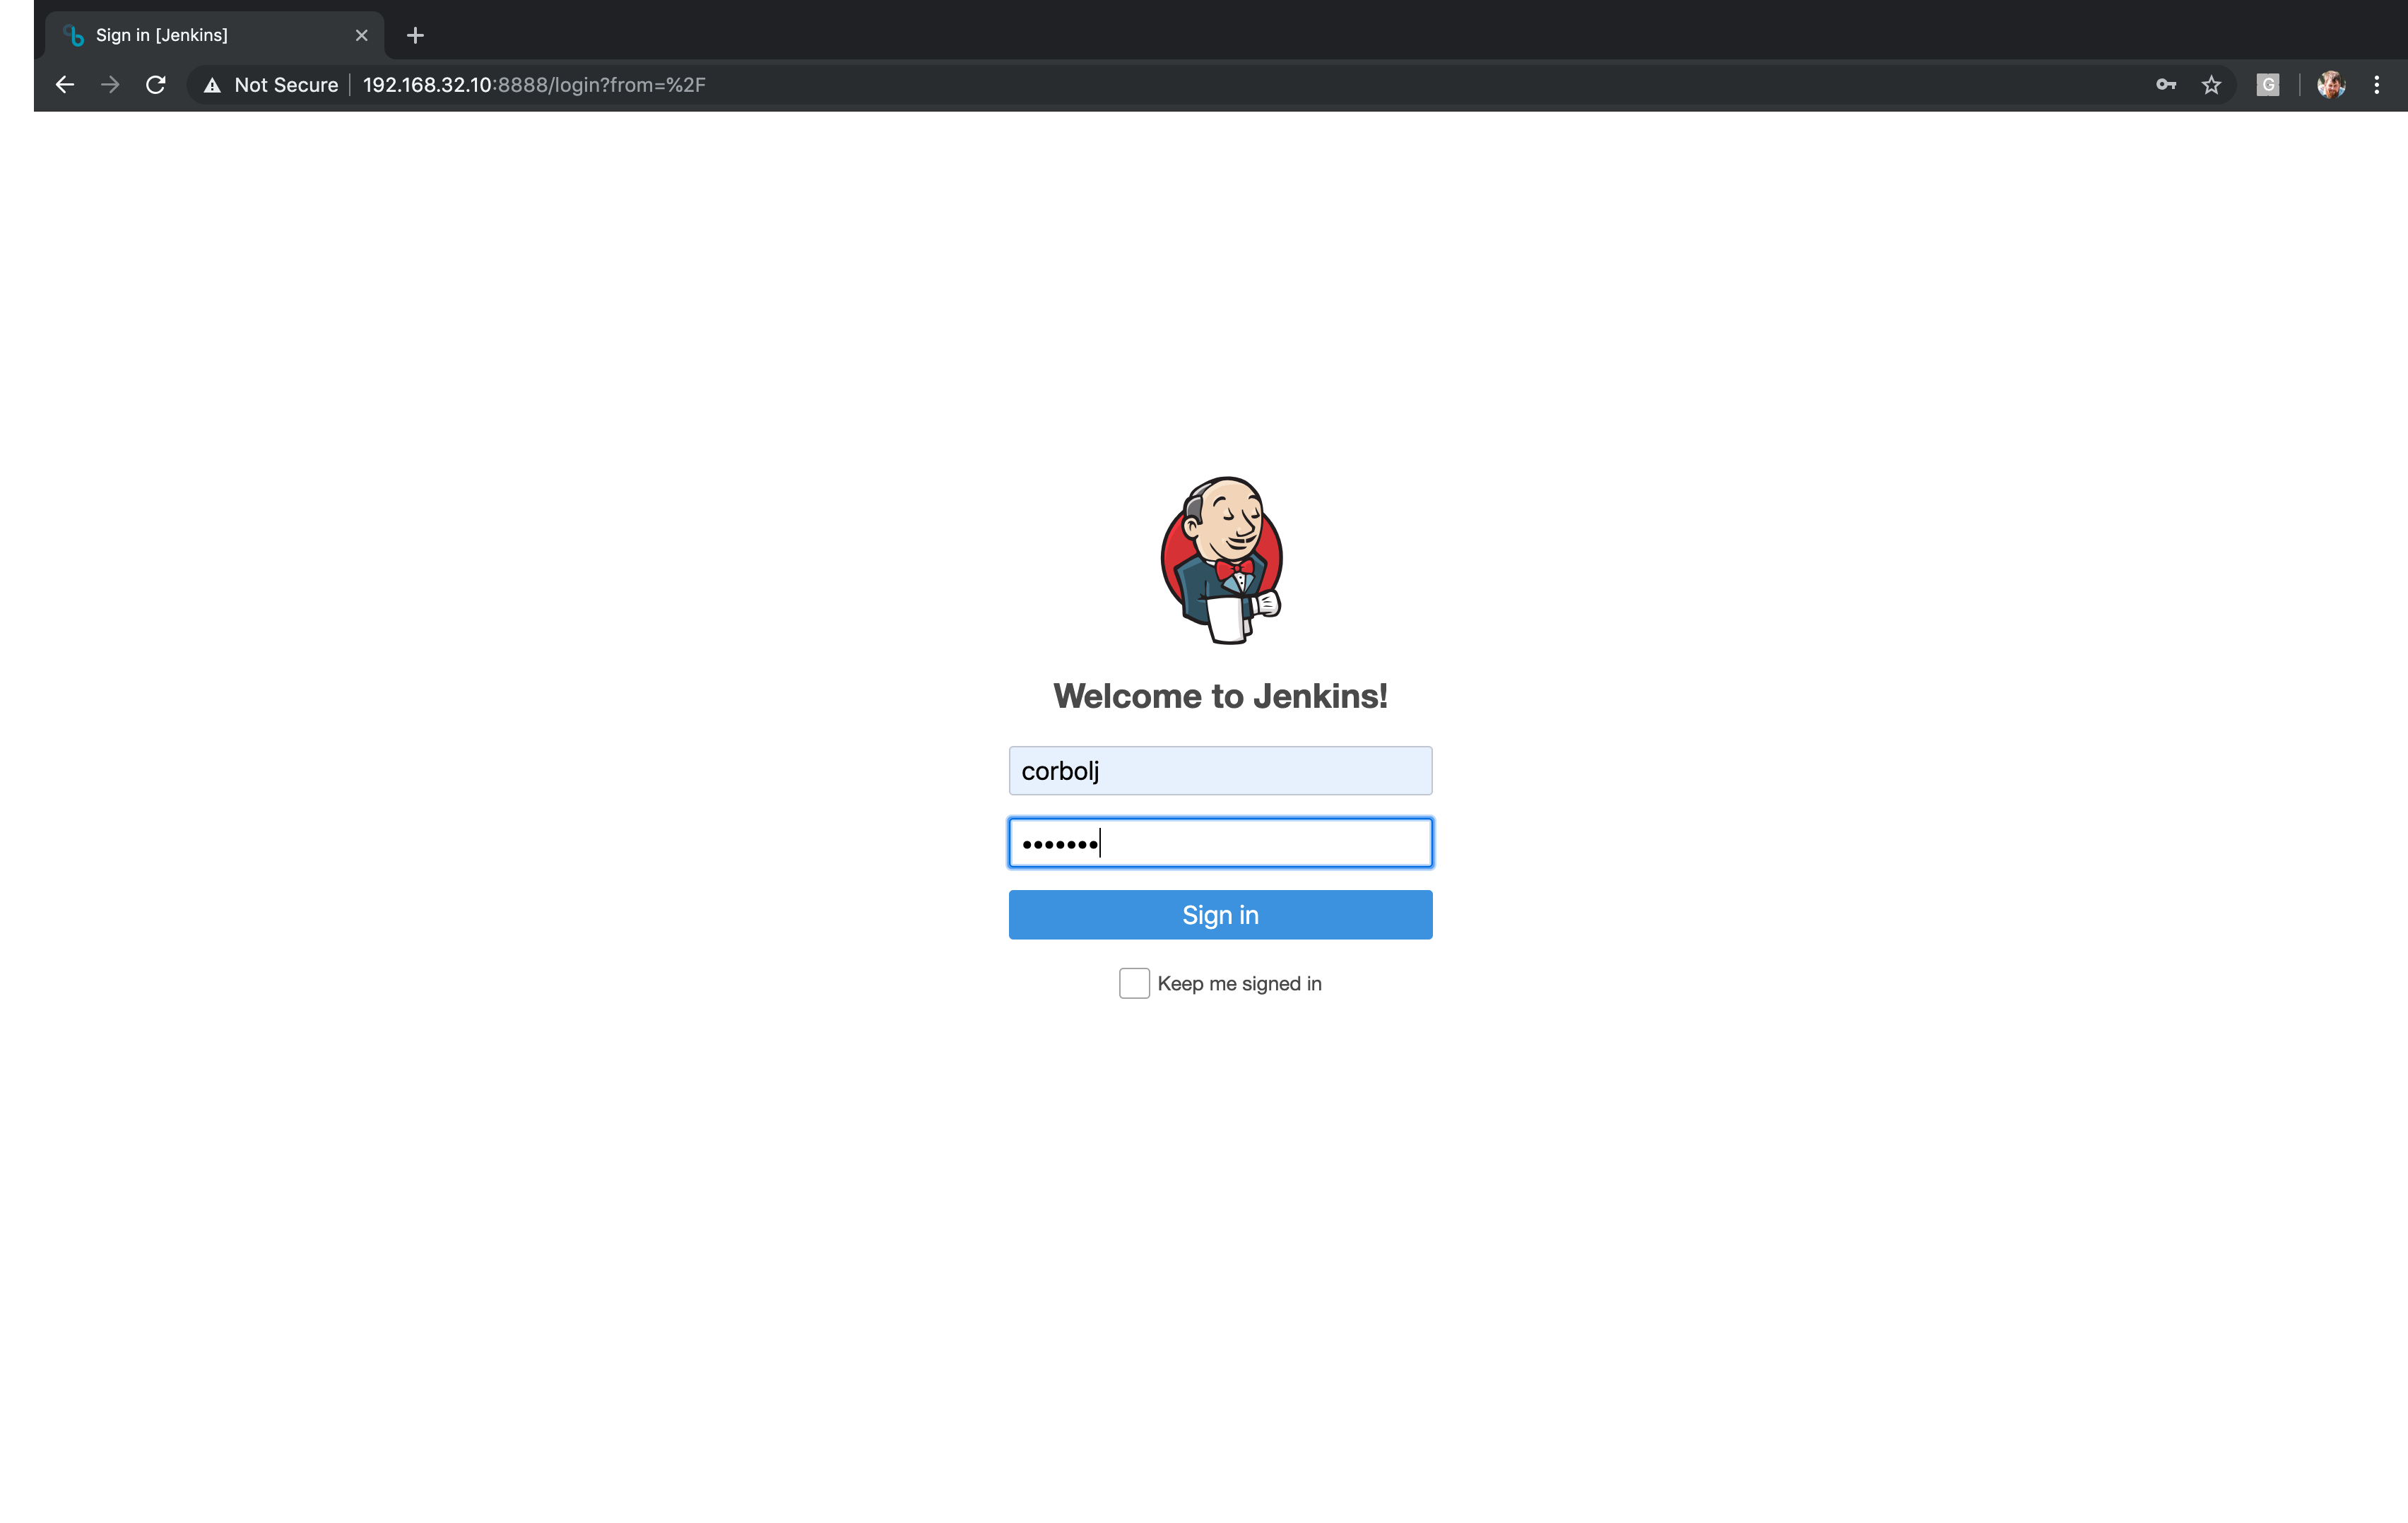 Sign in [Jenkins]
Not Secure 192.168.32.10:8888/login?from=%2F
G
Welcome to Jenkins!
corbolj
•••••••
Sign in
Keep me signed in